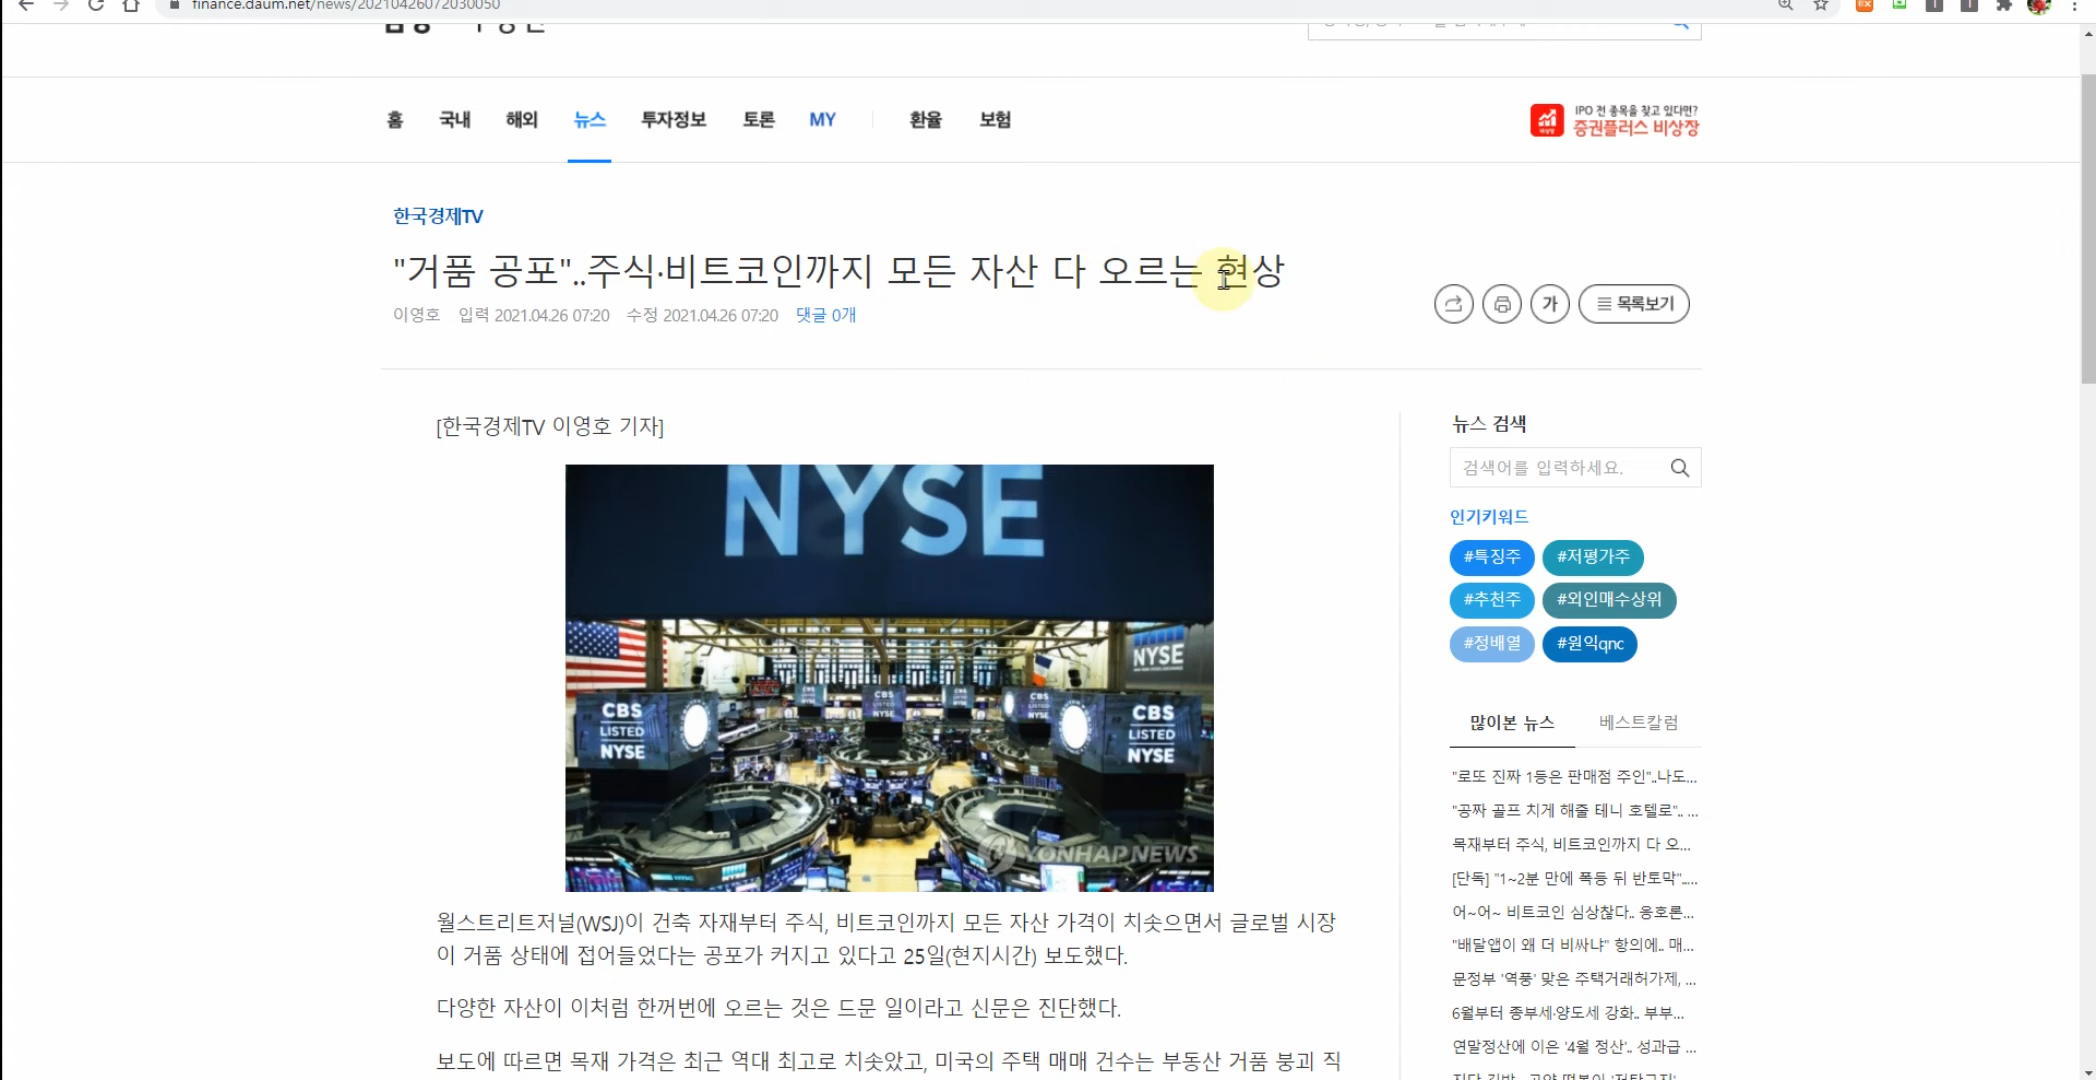 finance.daum.net/news/20210426072030050
홈 국내 해외 뉴스 투자정보 토론 MY 환율 보험
IPO 전 종목을 찾고 있다면?
증권플러스 비상장
한국경제TV
"거품 공포"..주식·비트코인까지 모든 자산 다 오르는 현상
이영호 입력 2021.04.26 07:20 수정 2021.04.26 07:20 댓글 0개
가 목록보기
[한국경제TV 이영호 기자]
NYSE
NYSE
CBS
LISTED
NYSE
CBS
LISTED
NYSE
CBS
LISTED
NYSE
YONHAP NEWS
월스트리트저널(WSJ)이 건축 자재부터 주식, 비트코인까지 모든 자산 가격이 치솟으면서 글로벌 시장
이 거품 상태에 접어들었다는 공포가 커지고 있다고 25일(현지시간) 보도했다.
다양한 자산이 이처럼 한꺼번에 오르는 것은 드문 일이라고 신문은 진단했다.
보도에 따르면 목재 가격은 최근 역대 최고로 치솟았고, 미국의 주택 매매 건수는 부동산 거품 붕괴 직
뉴스 검색
검색어를 입력하세요.
인기키워드
#특징주 #저평가주
#추천주 #외인매수상위
#정배열 #원익qnc
많이본 뉴스 베스트칼럼
"로또 진짜 1등은 판매점 주인"..나도...
"공짜 골프 치게 해줄 테니 호텔로".. ...
목재부터 주식, 비트코인까지 다 오...
[단독] "1~2분 만에 폭등 뒤 반토막"....
어~어~ 비트코인 심상찮다.. 옹호론...
"배달앱이 왜 더 비싸냐" 항의에.. 매...
문정부 '역풍' 맞은 주택거래허가제, ...
6월부터 종부세·양도세 강화.. 부부...
연말정산에 이은 '4월 정산'.. 성과급 ...